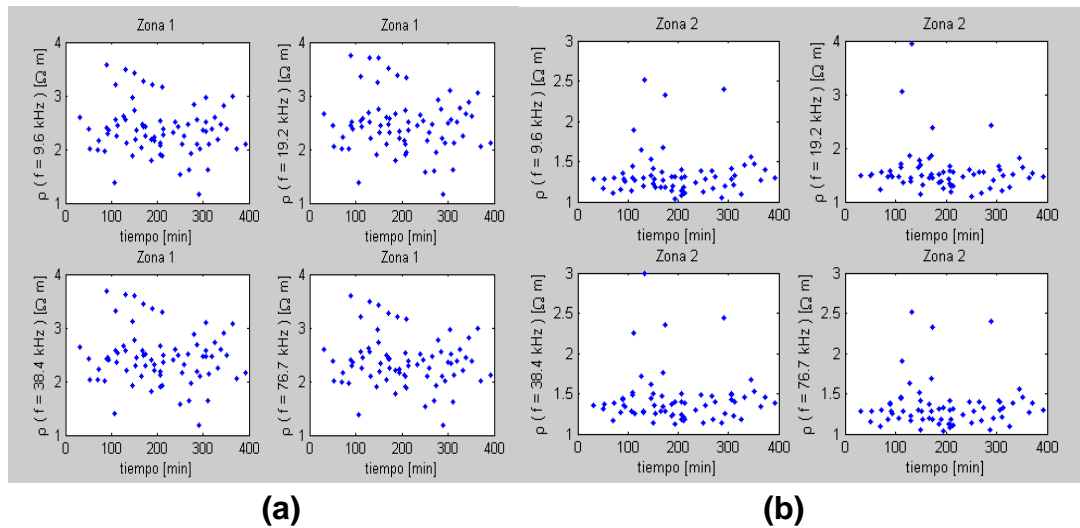 Zona 1
4
3
2
1
ρ ( f = 9.6 kHz ) [Ω m]
0 100 200 300 400
tiempo [min]
Zona 1
4
3
2
1
ρ ( f = 19.2 kHz ) [Ω m]
0 100 200 300 400
tiempo [min]
Zona 2
3
2.5
2
1.5
1
ρ ( f = 9.6 kHz ) [Ω m]
0 100 200 300 400
tiempo [min]
Zona 2
4
3
2
1
ρ ( f = 19.2 kHz ) [Ω m]
0 100 200 300 400
tiempo [min]
Zona 1
4
3
2
1
ρ ( f = 38.4 kHz ) [Ω m]
0 100 200 300 400
tiempo [min]
Zona 1
4
3
2
1
ρ ( f = 76.7 kHz ) [Ω m]
0 100 200 300 400
tiempo [min]
Zona 2
3
2.5
2
1.5
1
ρ ( f = 38.4 kHz ) [Ω m]
0 100 200 300 400
tiempo [min]
Zona 2
3
2.5
2
1.5
1
ρ ( f = 76.7 kHz ) [Ω m]
0 100 200 300 400
tiempo [min]
(a)
(b)